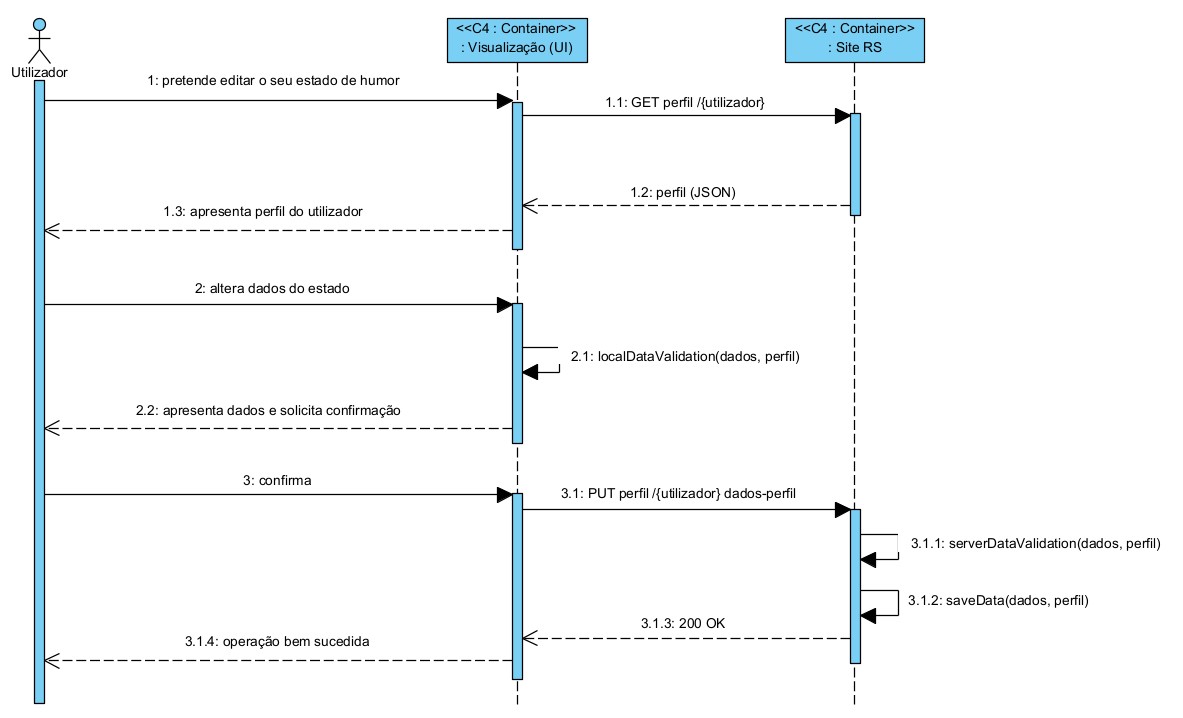 <<C4 : Container>>
: Visualização (UI)
<<C4 : Container>>
: Site RS
Utilizador
1: pretende editar o seu estado de humor
1.1: GET perfil /{utilizador}
1.2: perfil (JSON)
1.3: apresenta perfil do utilizador
2: altera dados do estado
2.1: localDataValidation(dados, perfil)
2.2: apresenta dados e solicita confirmação
3: confirma
3.1: PUT perfil /{utilizador} dados-perfil
3.1.1: serverDataValidation(dados, perfil)
3.1.2: saveData(dados, perfil)
3.1.3: 200 OK
3.1.4: operação bem sucedida